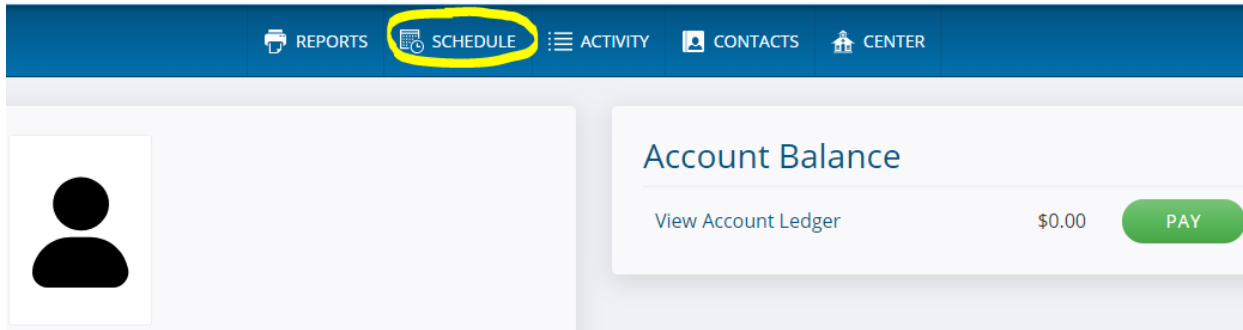 REPORTS SCHEDULE ACTIVITY CONTACTS CENTER
Account Balance
View Account Ledger $0.00 PAY